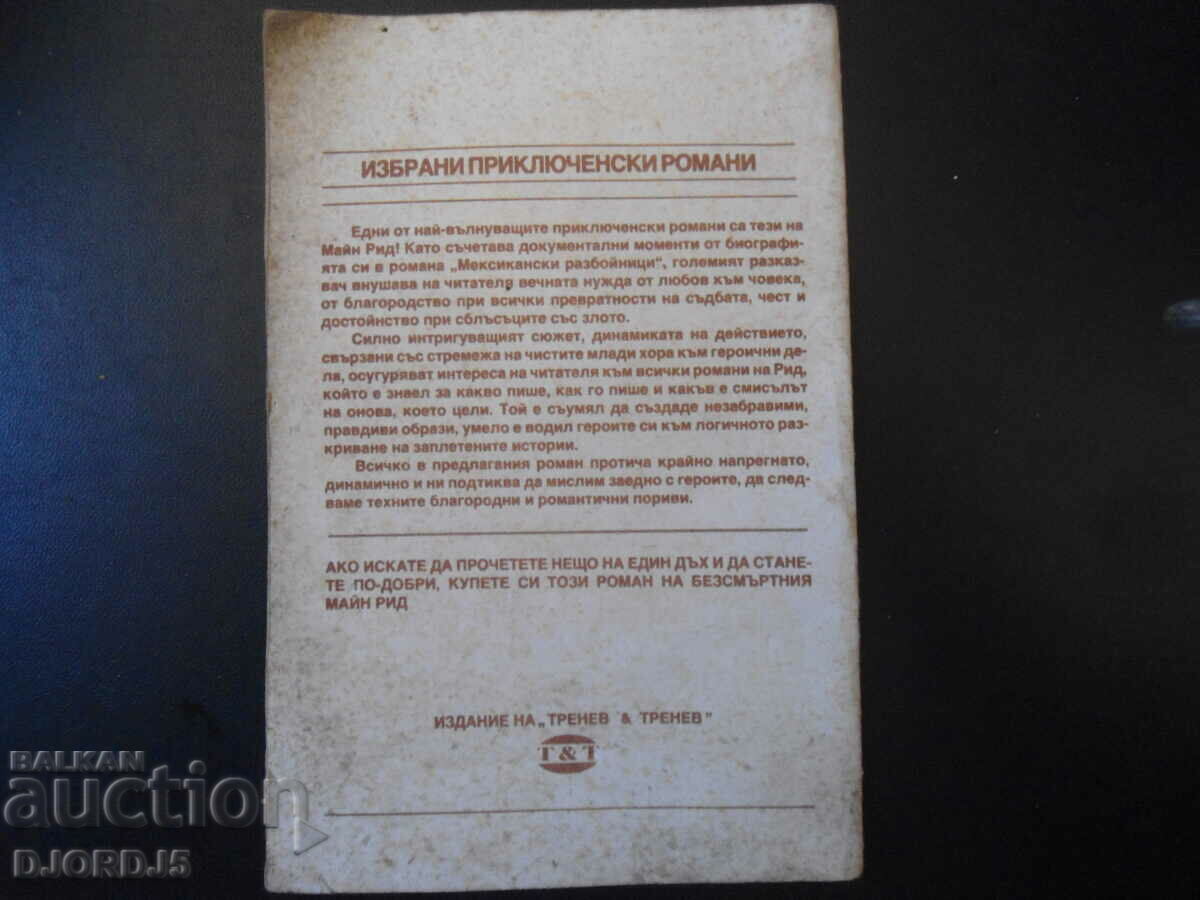 ИЗБРАНИ ПРИКЛЮЧЕНСКИ РОМАНИ
Едни от най-вълнуващите приключенски романи са тези на
Майн Рид! Като съчетава документални моменти от биографи-
ята си в романа „Мексикански разбойници", големият разказ-
вач внушава на читателя вечната нужда от любов към човека,
от благородство при всички превратности на съдбата, чест и
достойнство при сблъсъците със злото.
Силно интригуващият сюжет, динамиката на действието,
свързани със стремежа на чистите млади хора към героични де-
ла, осугуряват интереса на читателя към всички романи на Рид,
който е знаел за какво пише, как го пише и какъв е смисълът
на онова, което цели. Той е съумял да създаде незабравими,
правдиви образи, умело е водил героите си към логичното раз-
криване на заплетените истории.
Всичко в предлагания роман протича крайно напрегнато,
динамично и ни подтиква да мислим заедно с героите, да след-
ваме техните благородни и романтични пориви.
АКО ИСКАТЕ ДА ПРОЧЕТЕТЕ НЕЩО НА ЕДИН ДЪХ И ДА СТАНЕ-
ТЕ ПО-ДОБРИ, КУПЕТЕ СИ ТОЗИ РОМАН НА БЕЗСМЪРТНИЯ
МАЙН РИД
ИЗДАНИЕ НА „ТРЕНЕВ & ТРЕНЕВ"
T & T
BALKAN
auction
DJORDJ5